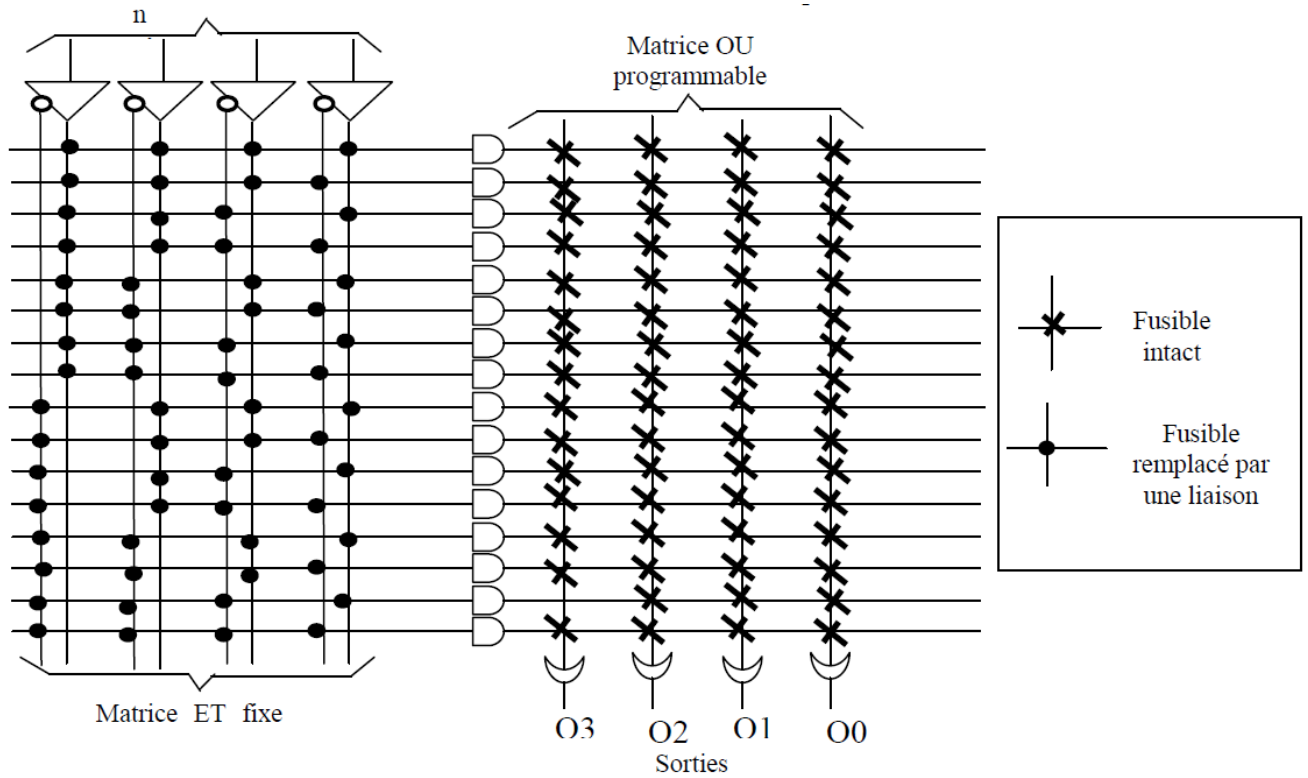 n
Matrice OU
programmable
Fusible
intact
Fusible
remplacé par
une liaison
Matrice ET fixe
O3 O2 O1 O0
Sorties